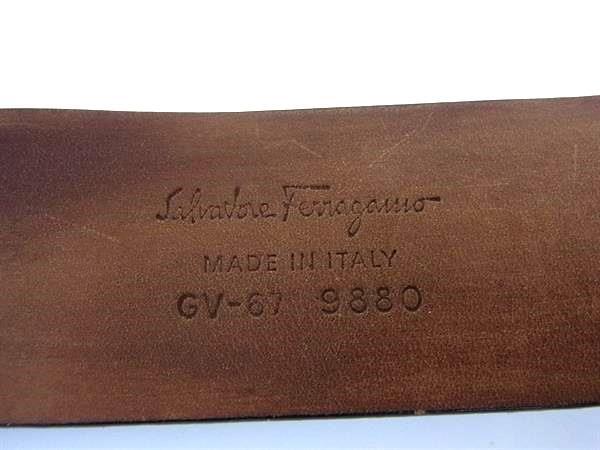 Salvatore Ferragamo
MADE IN ITALY
GV-67 9880